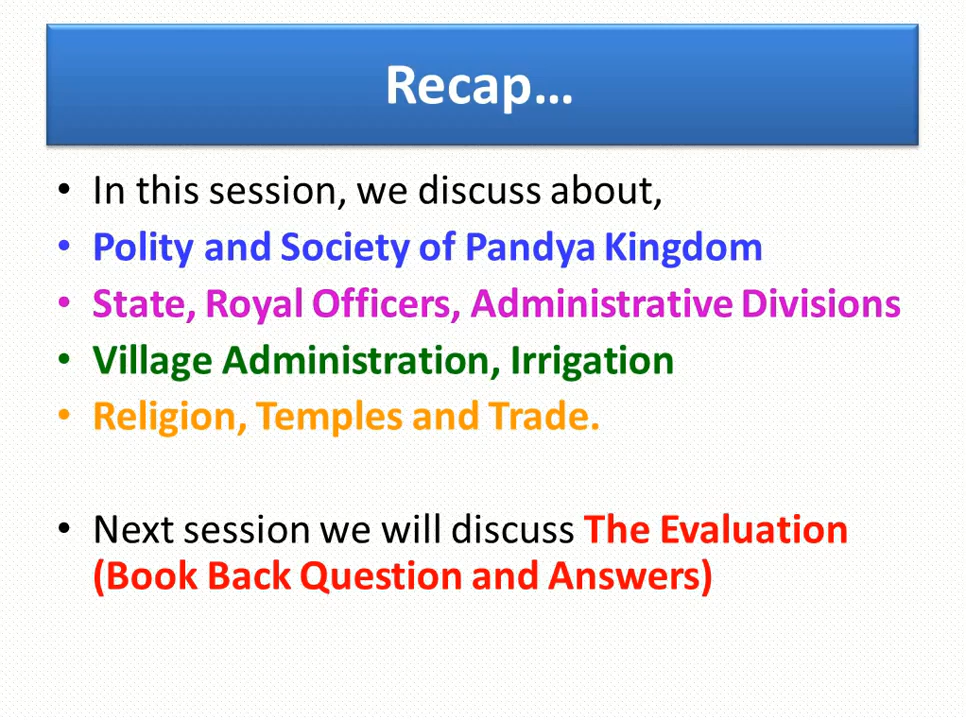 Recap...
• In this session, we discuss about,
• Polity and Society of Pandya Kingdom
• State, Royal Officers, Administrative Divisions
• Village Administration, Irrigation
• Religion, Temples and Trade.
• Next session we will discuss The Evaluation
(Book Back Question and Answers)